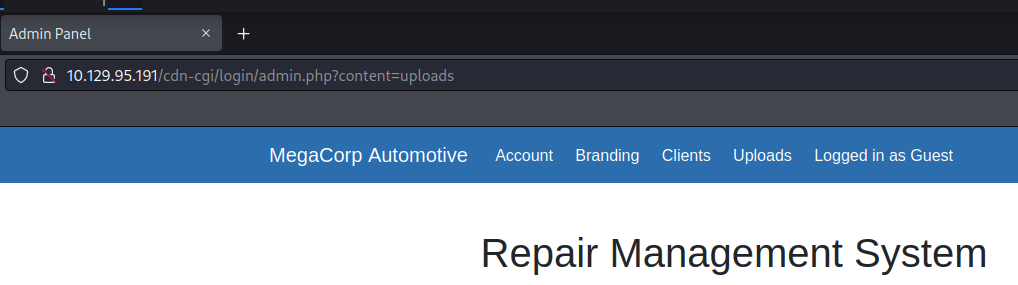 Admin Panel
10.129.95.191/cdn-cgi/login/admin.php?content=uploads
MegaCorp Automotive Account Branding Clients Uploads Logged in as Guest
Repair Management System